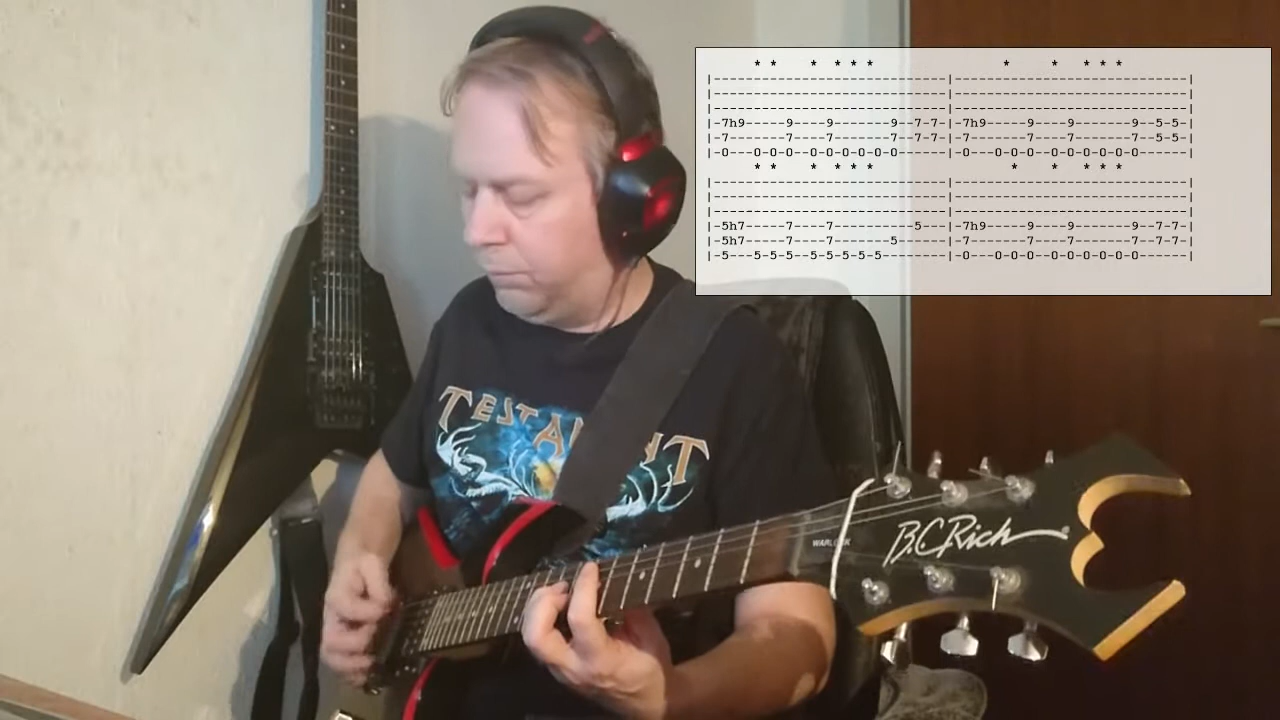 * *    *  * * *                *     *   * * *
|-----------------------------|------------------------------|
|-----------------------------|------------------------------|
|-----------------------------|------------------------------|
|-7h9-----9----9-------9--7-7-|-7h9-----9----9-------9--5-5-|
|-7-------7----7-------7--7-7-|-7-------7----7-------7--5-5-|
|-0---0-0-0--0-0-0-0-0-0------|-0---0-0-0--0-0-0-0-0-0------|
* *    *  * * *                 *    *   * * *
|-----------------------------|------------------------------|
|-----------------------------|------------------------------|
|-----------------------------|------------------------------|
|-5h7-----7----7----------5---|-7h9-----9----9-------9--7-7-|
|-5h7-----7----7-------5------|-7-------7----7-------7--7-7-|
|-5---5-5-5--5-5-5-5-5--------|-0---0-0-0--0-0-0-0-0-0------|
TESTAMENT
B.C.Rich®
WARLOCK